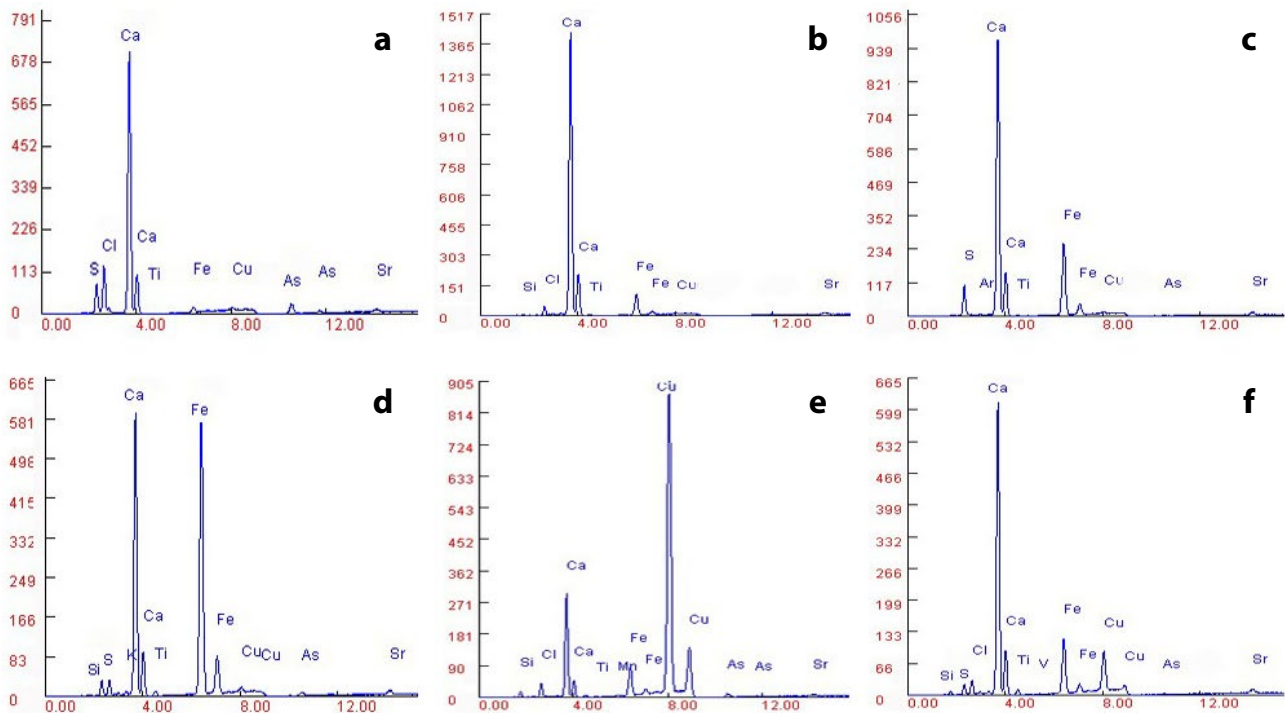 a
791
678
565
452
339
226
113
0
Ca
S
Cl
Ca
Ti
Fe
Cu
As
As
Sr
0.00 4.00 8.00 12.00
b
1517
1365
1213
1062
910
758
606
455
303
151
0
Ca
Si
Cl
Ca
Ti
Fe
Fe
Cu
Sr
0.00 4.00 8.00 12.00
c
1056
939
821
704
586
469
352
234
117
0
Ca
S
Ar
Ca
Ti
Fe
Fe
Cu
As
Sr
0.00 4.00 8.00 12.00
d
665
581
498
415
332
249
166
83
0
Ca
Si
S
K
Ca
Ti
Fe
Fe
Cu
Cu
As
Sr
0.00 4.00 8.00 12.00
e
905
814
724
633
543
452
362
271
181
90
0
Cu
Ca
Si
Cl
Ca
Ti
Mn
Fe
Fe
Cu
As
As
Sr
0.00 4.00 8.00 12.00
f
665
599
532
466
399
332
266
199
133
66
0
Ca
Si
S
Cl
Ca
Ti
V
Fe
Fe
Cu
Cu
As
Sr
0.00 4.00 8.00 12.00